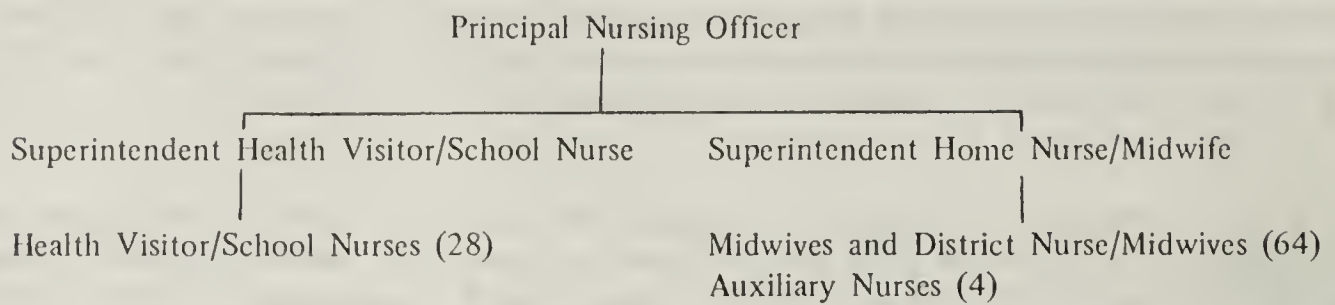 Principal Nursing Officer
Superintendent Health Visitor/School Nurse
Superintendent Home Nurse/Midwife
Health Visitor/School Nurses (28)
Midwives and District Nurse/Midwives (64)
Auxiliary Nurses (4)